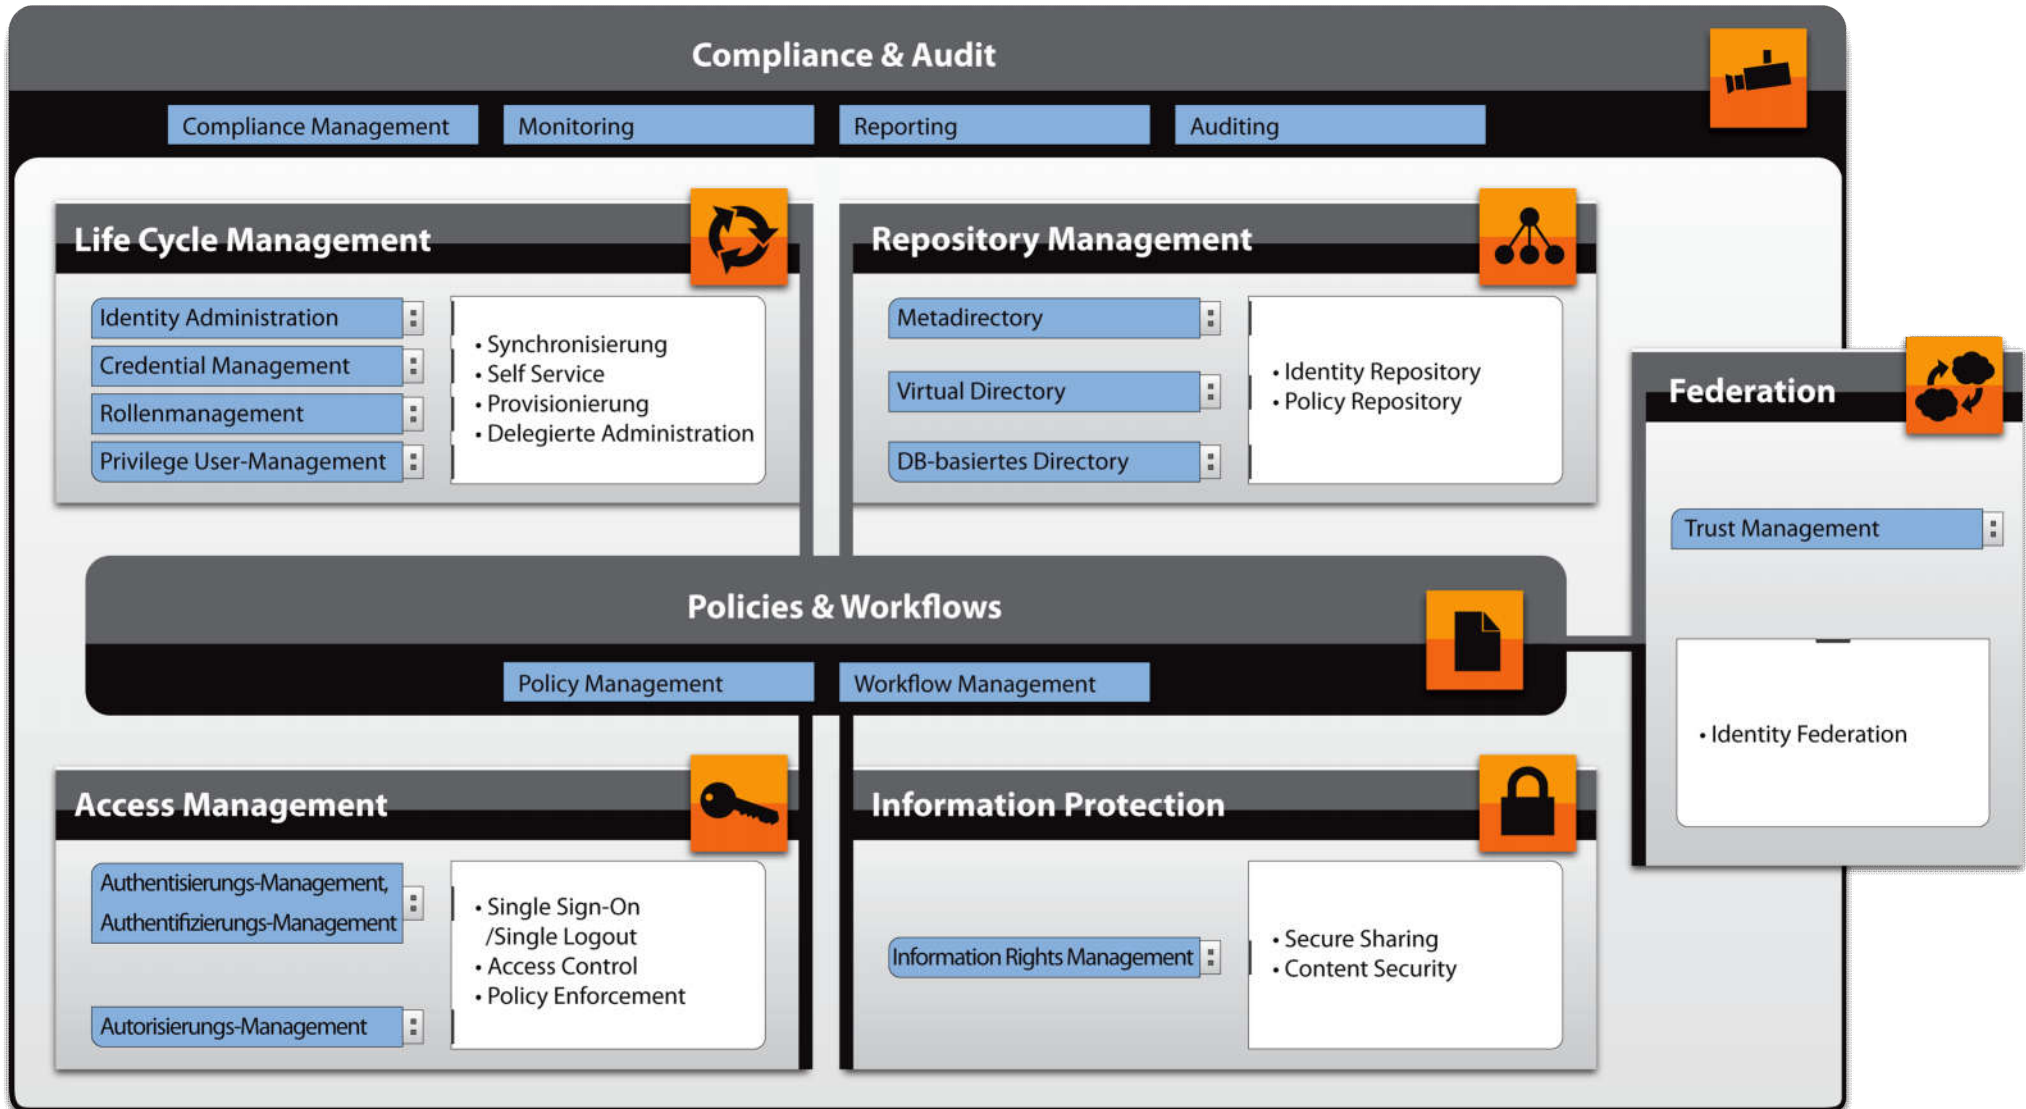 Compliance & Audit
Compliance Management
Monitoring
Reporting
Auditing
Life Cycle Management
Identity Administration
Credential Management
Rollenmanagement
Privilege User-Management
• Synchronisierung
• Self Service
• Provisionierung
• Delegierte Administration
Repository Management
Metadirectory
Virtual Directory
DB-basiertes Directory
• Identity Repository
• Policy Repository
Federation
Trust Management
• Identity Federation
Policies & Workflows
Policy Management
Workflow Management
Access Management
Authentisierungs-Management,
Authentifizierungs-Management
Autorisierungs-Management
• Single Sign-On
/Single Logout
• Access Control
• Policy Enforcement
Information Protection
Information Rights Management
• Secure Sharing
• Content Security